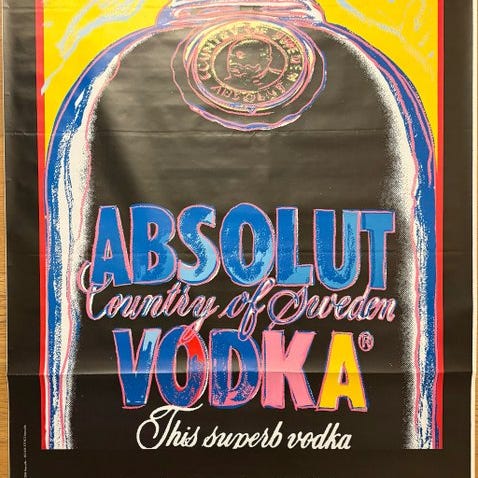 COUNTRY OF SWEDEN
ABSOLUT
ABSOLUT
Country of Sweden
VODKA®
This superb vodka